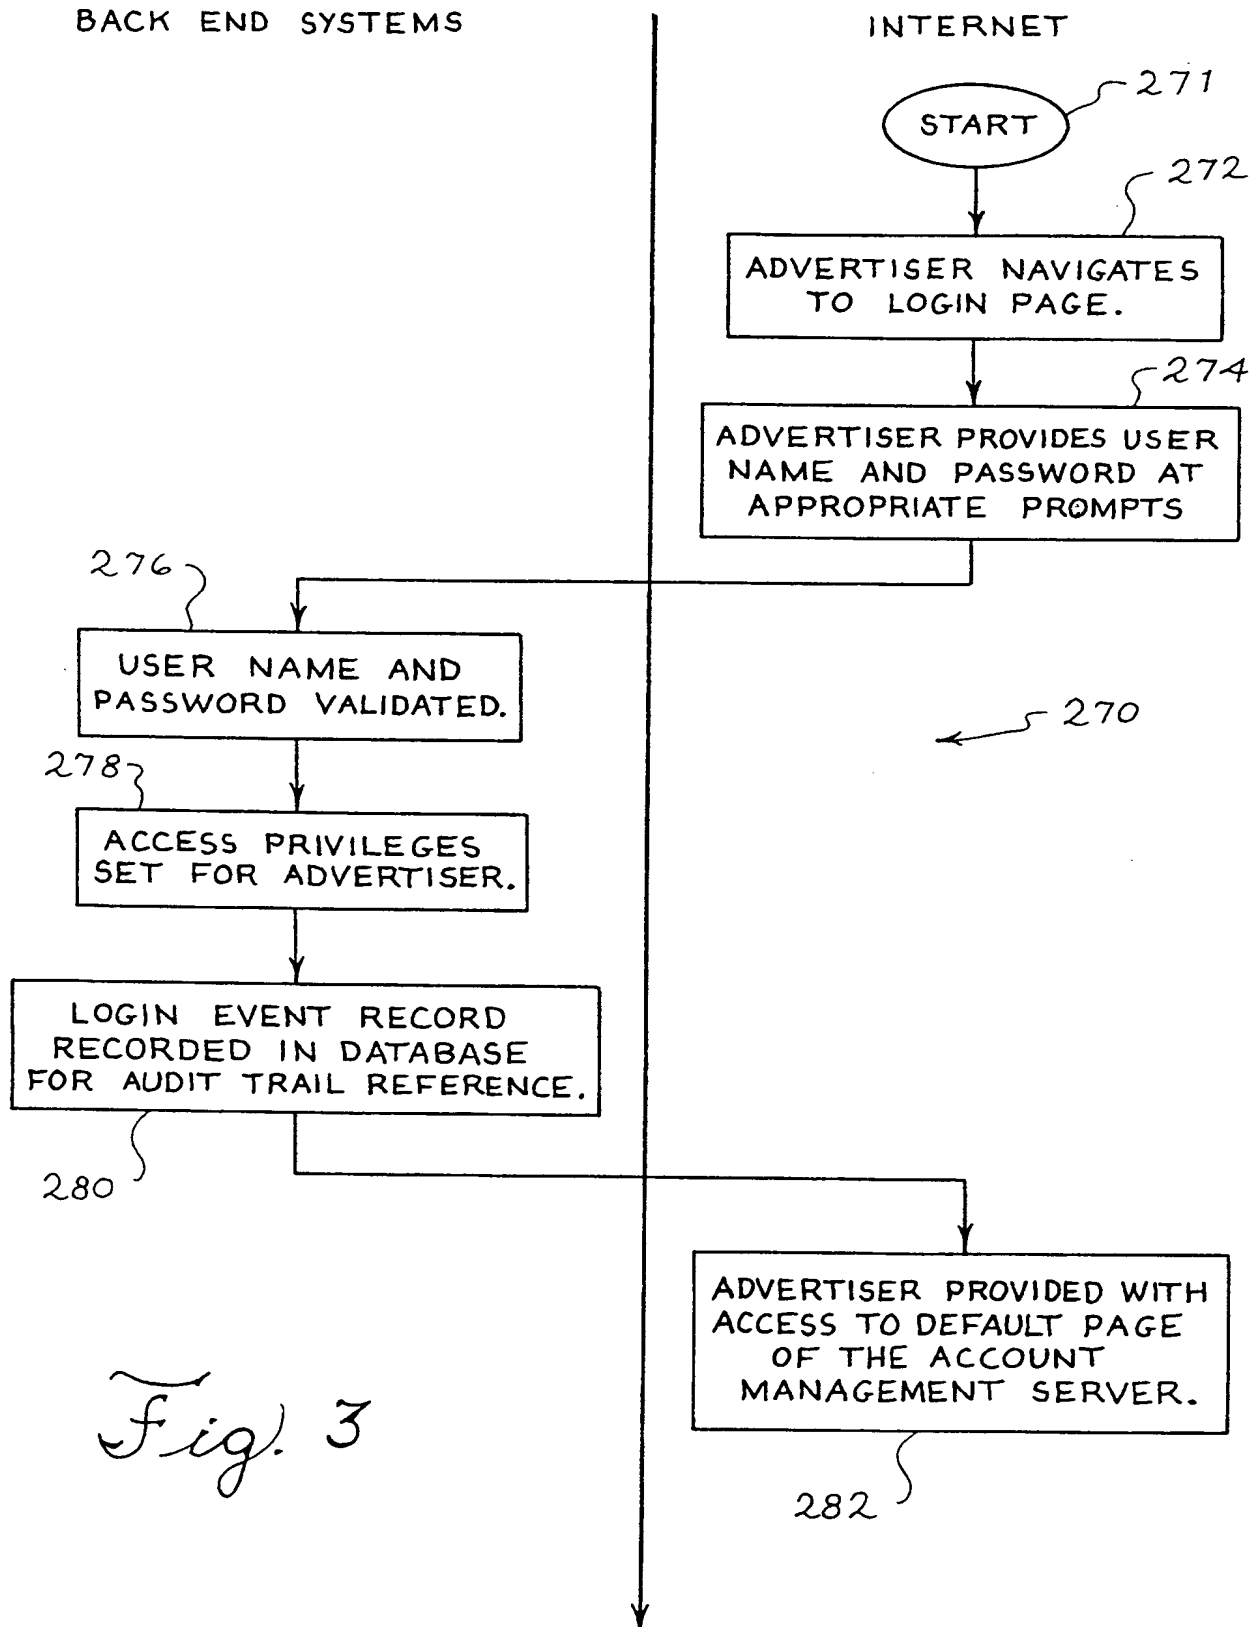 BACK END SYSTEMS
INTERNET
271
START
272
ADVERTISER NAVIGATES
TO LOGIN PAGE.
274
ADVERTISER PROVIDES USER
NAME AND PASSWORD AT
APPROPRIATE PROMPTS
276
USER NAME AND
PASSWORD VALIDATED.
270
278
ACCESS PRIVILEGES
SET FOR ADVERTISER.
LOGIN EVENT RECORD
RECORDED IN DATABASE
FOR AUDIT TRAIL REFERENCE.
280
ADVERTISER PROVIDED WITH
ACCESS TO DEFAULT PAGE
OF THE ACCOUNT
MANAGEMENT SERVER.
282
Fig. 3